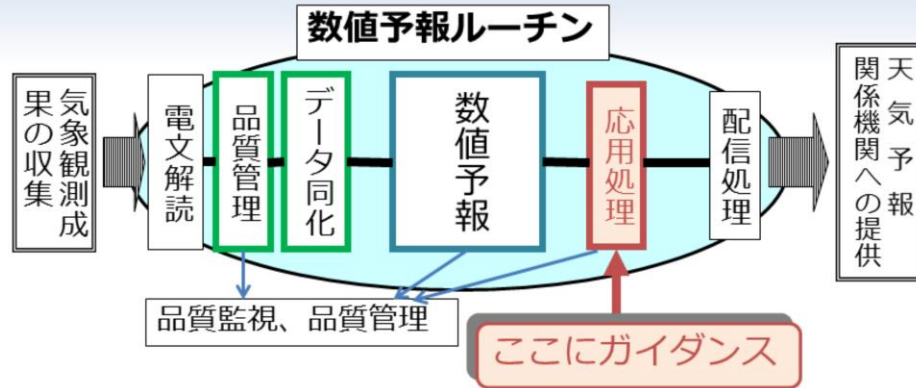 数値予報ルーチン
気象観測成
果の収集
電文解読
品質管理
データ同化
数値予報
応用処理
配信処理
天気予報
関係機関への提供
品質監視、品質管理
ここにガイダンス